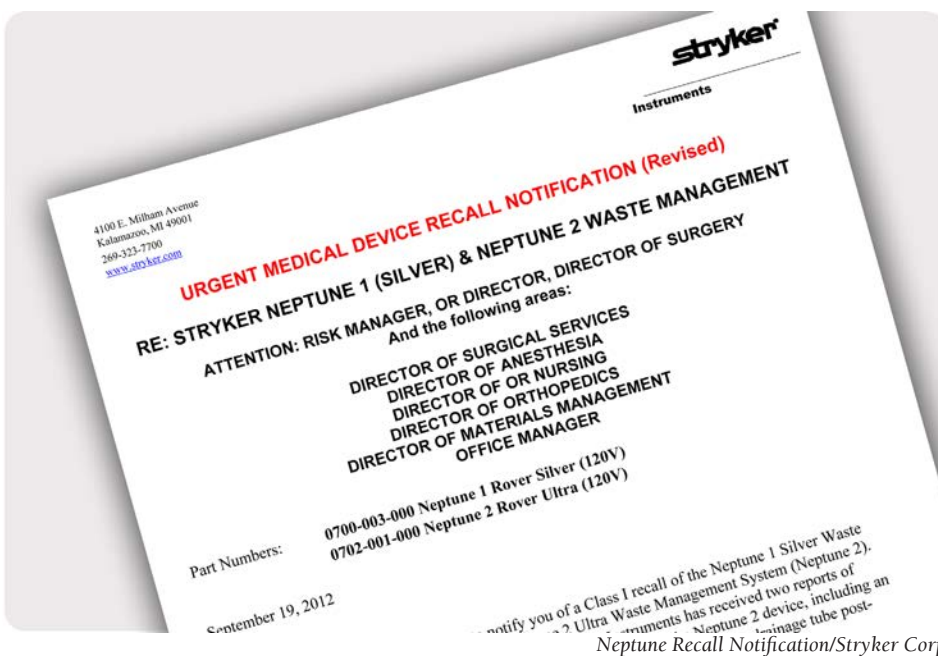 stryker
Instruments
4100 E. Milham Avenue
Kalamazoo, MI 49001
269-323-7700
www.stryker.com
URGENT MEDICAL DEVICE RECALL NOTIFICATION (Revised)
RE: STRYKER NEPTUNE 1 (SILVER) & NEPTUNE 2 WASTE MANAGEMENT
ATTENTION: RISK MANAGER, OR DIRECTOR, DIRECTOR OF SURGERY
And the following areas:
DIRECTOR OF SURGICAL SERVICES
DIRECTOR OF ANESTHESIA
DIRECTOR OF OR NURSING
DIRECTOR OF ORTHOPEDICS
DIRECTOR OF MATERIALS MANAGEMENT
OFFICE MANAGER
Part Numbers:
0700-003-000 Neptune 1 Rover Silver (120V)
0702-001-000 Neptune 2 Rover Ultra (120V)
September 19, 2012
notify you of a Class I recall of the Neptune 1 Silver Waste
2 Ultra Waste Management System (Neptune 2).
Instruments has received two reports of
Neptune 2 device, including an
drainage tube post-
Neptune Recall Notification/Stryker Corp